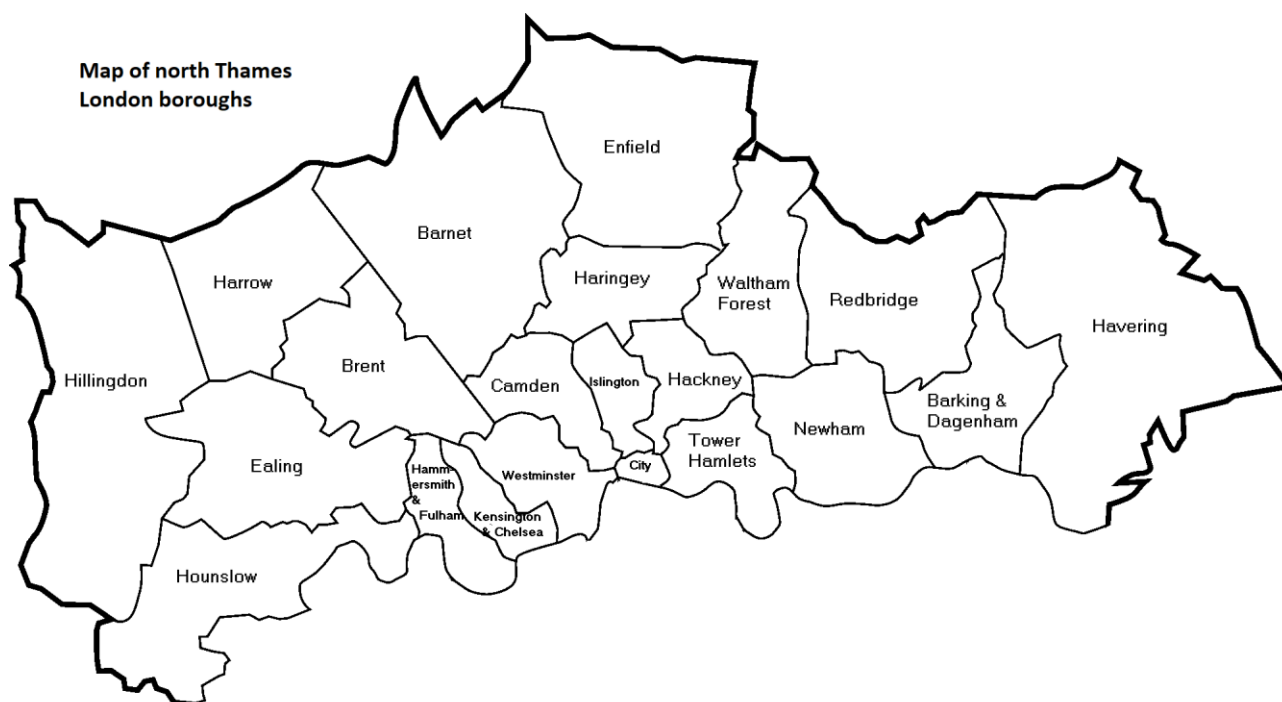 Map of north Thames
London boroughs
Enfield
Barnet
Harrow
Haringey
Waltham
Forest
Redbridge
Havering
Hillingdon
Brent
Camden
Islington
Hackney
Barking &
Dagenham
Newham
Tower
Hamlets
Ealing
City
Westminster
Hamm-
ersmith
&
Fulham
Kensington
& Chelsea
Hounslow